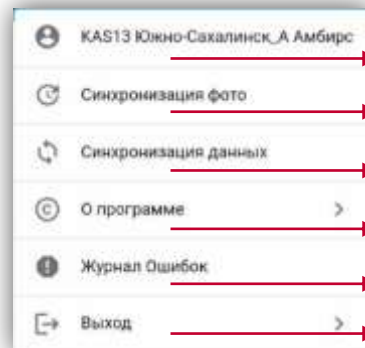 KAS13 Южно-Сахалинск_А Амбирс
Синхронизация фото
Синхронизация данных
О программе
Журнал Ошибок
Выход